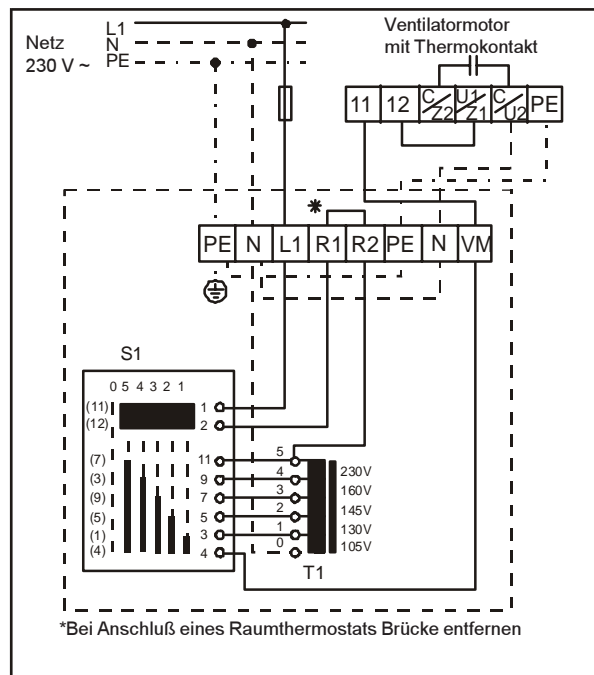 L1
Netz N
230 V ~ PE
Ventilatormotor
mit Thermokontakt
11 12 C/Z2 U1/Z1 C/U2 PE
*
PE N L1 R1 R2 PE N VM
S1
0 5 4 3 2 1
(11) 1
(12) 2
(7) 11 5
(3) 9 4 230V
(9) 7 3 160V
(5) 5 2 145V
(1) 3 1 130V
(4) 4 0 105V
T1
*Bei Anschluß eines Raumthermostats Brücke entfernen